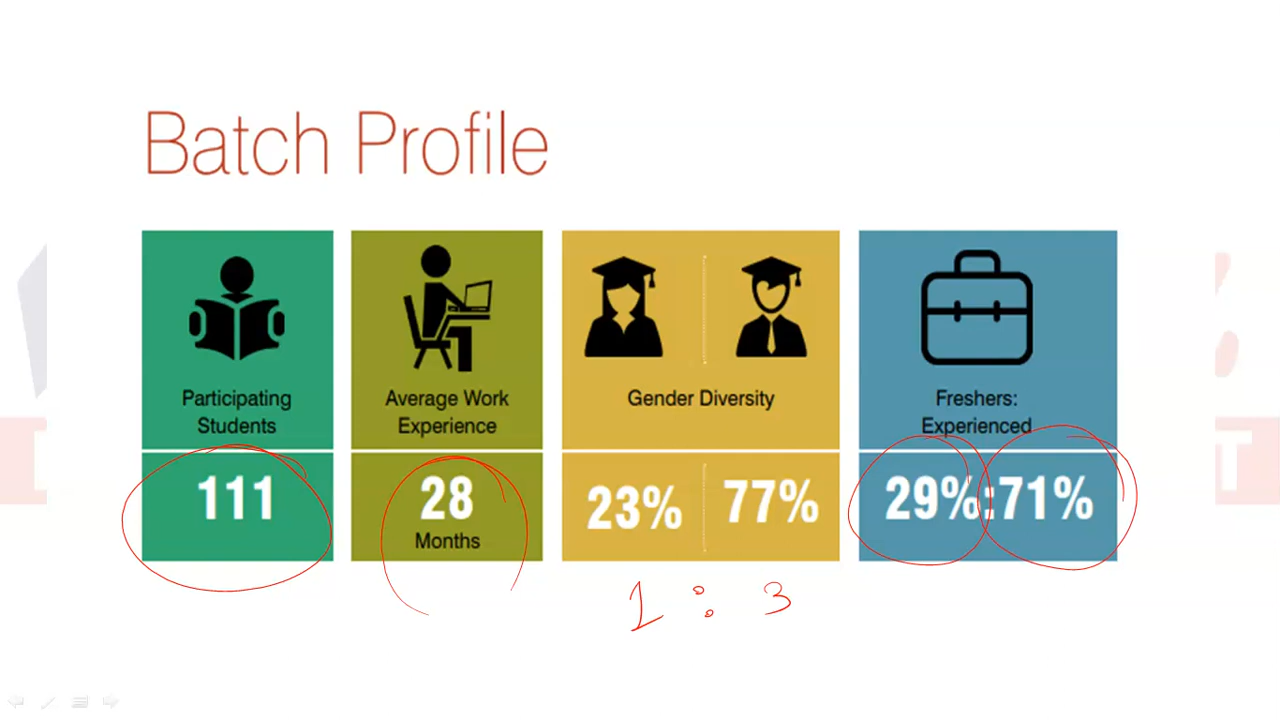 Batch Profile
Participating
Students
111
Average Work
Experience
28
Months
Gender Diversity
23% 77%
Freshers:
Experienced
29%:71%
1 : 3
T